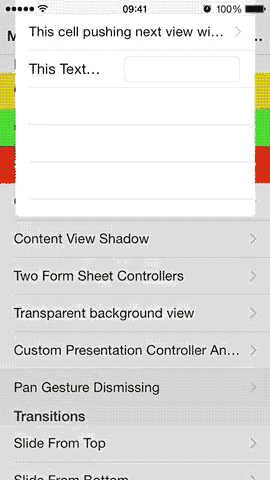 09:41
100%
This cell pushing next view wi...
This Text...
Content View Shadow
Two Form Sheet Controllers
Transparent background view
Custom Presentation Controller An...
Pan Gesture Dismissing
Transitions
Slide From Top
Slide From Bottom